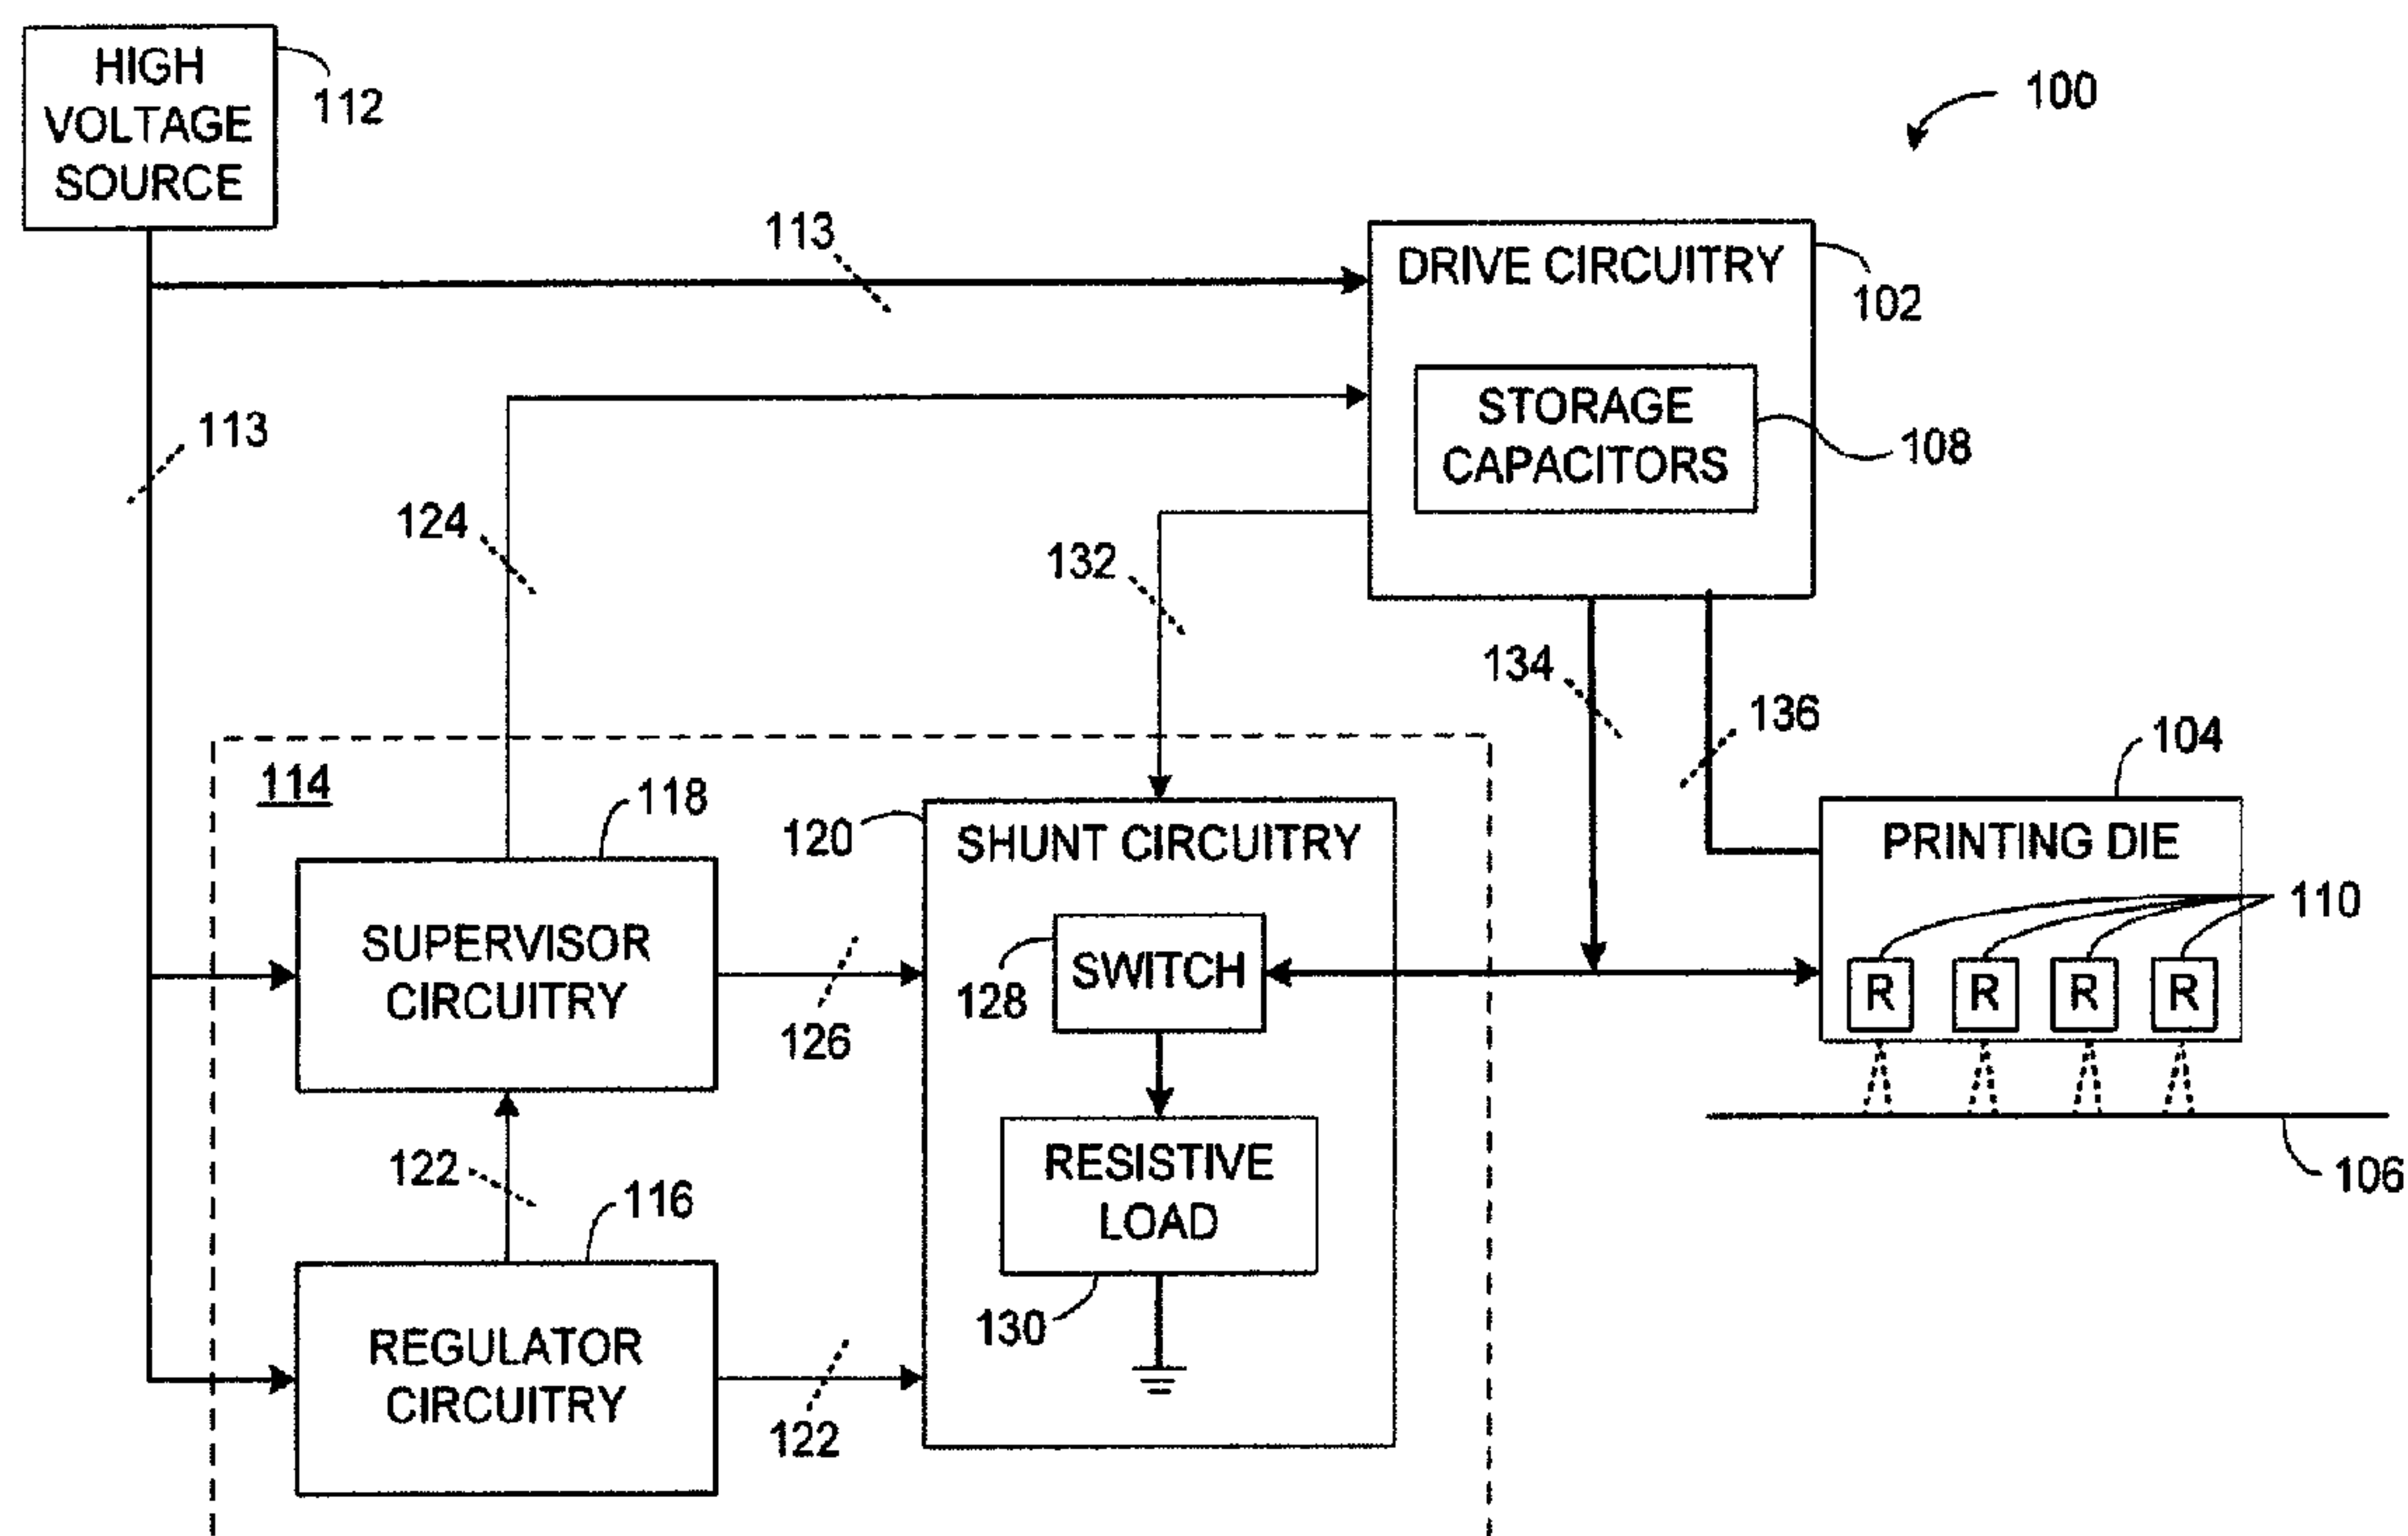 HIGH
VOLTAGE
SOURCE
112
100
113
DRIVE CIRCUITRY
102
STORAGE
CAPACITORS
108
113
124
132
134
136
104
114
118
120
SHUNT CIRCUITRY
PRINTING DIE
110
SUPERVISOR
CIRCUITRY
SWITCH
128
R R R R
126
RESISTIVE
LOAD
106
122
116
130
REGULATOR
CIRCUITRY
122